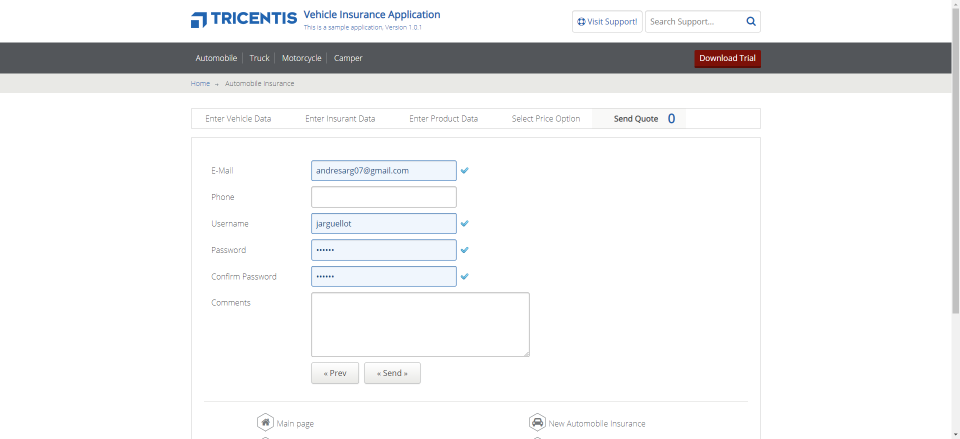 TRICENTIS Vehicle Insurance Application
This is a sample application. Version 1.0.1
Visit Support! Search Support...
Automobile Truck Motorcycle Camper Download Trial
Home → Automobile Insurance
Enter Vehicle Data Enter Insurant Data Enter Product Data Select Price Option Send Quote 0
E-Mail andresarg07@gmail.com
Phone
Username jarguellot
Password ••••••
Confirm Password ••••••
Comments
« Prev « Send »
Main page New Automobile Insurance